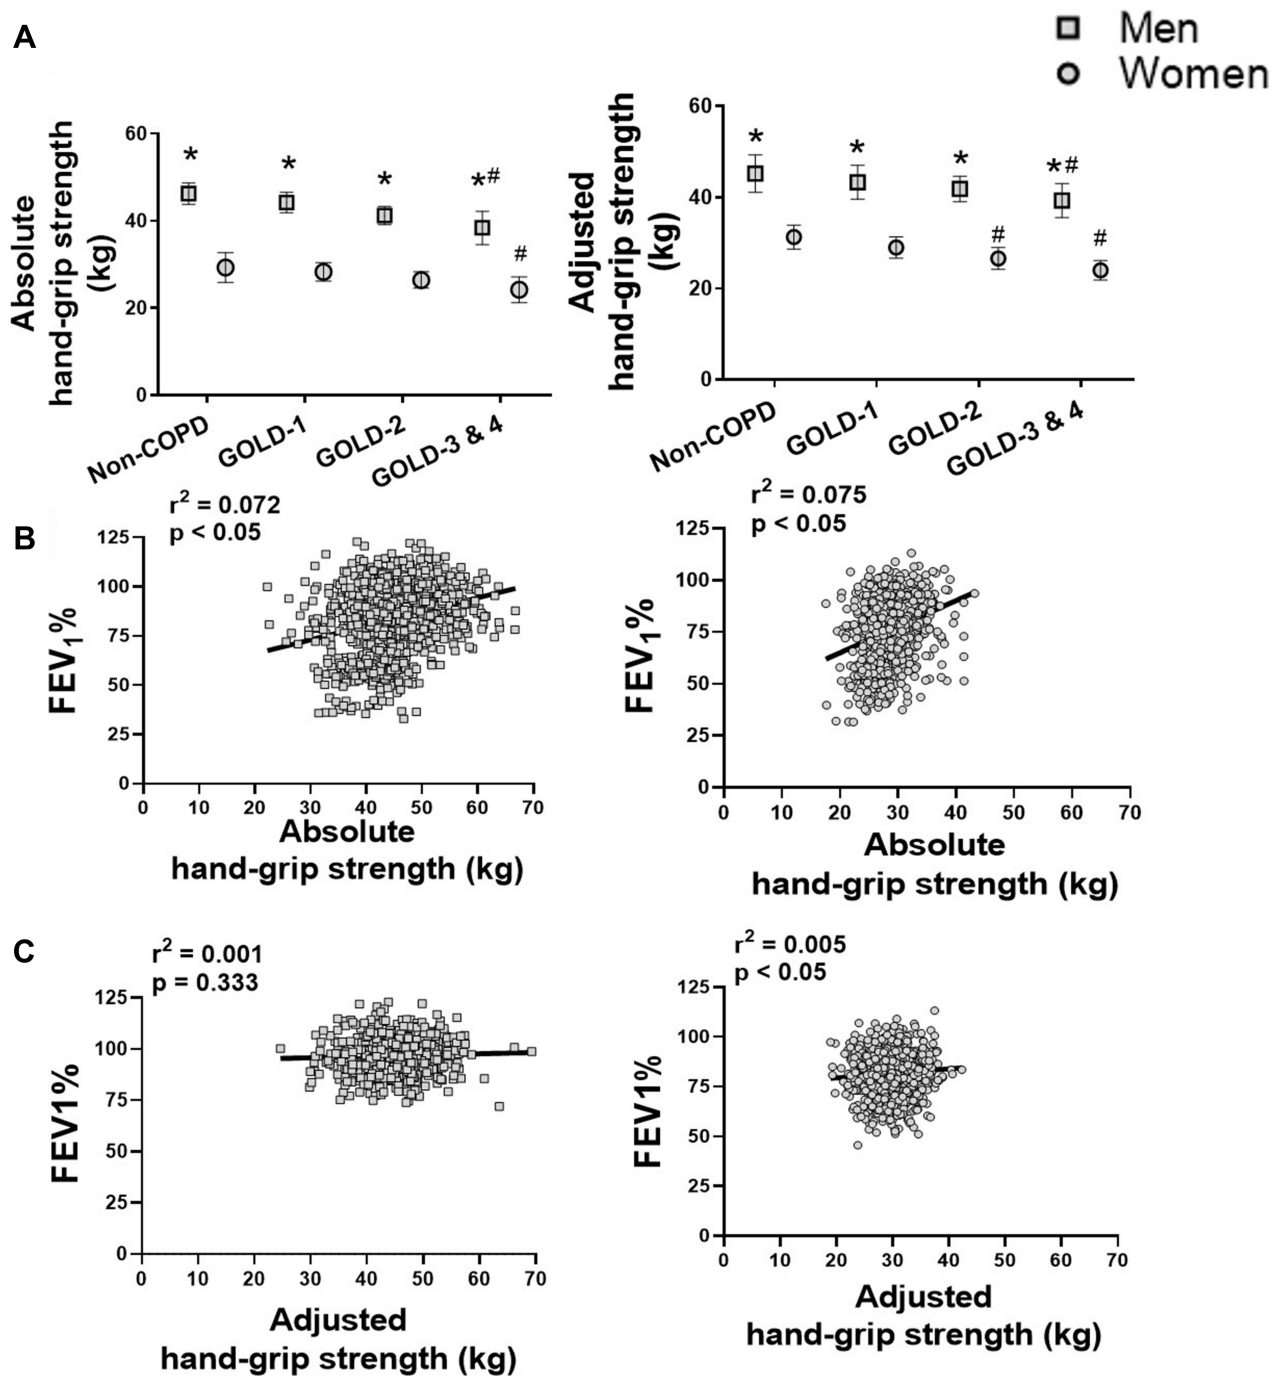 A
Men
Women
Absolute
hand-grip strength
(kg)
60
40
20
0
*
*
*
*#
#
Non-COPD
GOLD-1
GOLD-2
GOLD-3 & 4
Adjusted
hand-grip strength
(kg)
60
40
20
0
*
*
*
*#
#
#
Non-COPD
GOLD-1
GOLD-2
GOLD-3 & 4
B
r2 = 0.072
p < 0.05
FEV1%
125
100
75
50
25
0
0 10 20 30 40 50 60 70
Absolute
hand-grip strength (kg)
r2 = 0.075
p < 0.05
FEV1%
125
100
75
50
25
0
0 10 20 30 40 50 60 70
Absolute
hand-grip strength (kg)
C
r2 = 0.001
p = 0.333
FEV1%
125
100
75
50
25
0
0 10 20 30 40 50 60 70
Adjusted
hand-grip strength (kg)
r2 = 0.005
p < 0.05
FEV1%
125
100
75
50
25
0
0 10 20 30 40 50 60 70
Adjusted
hand-grip strength (kg)